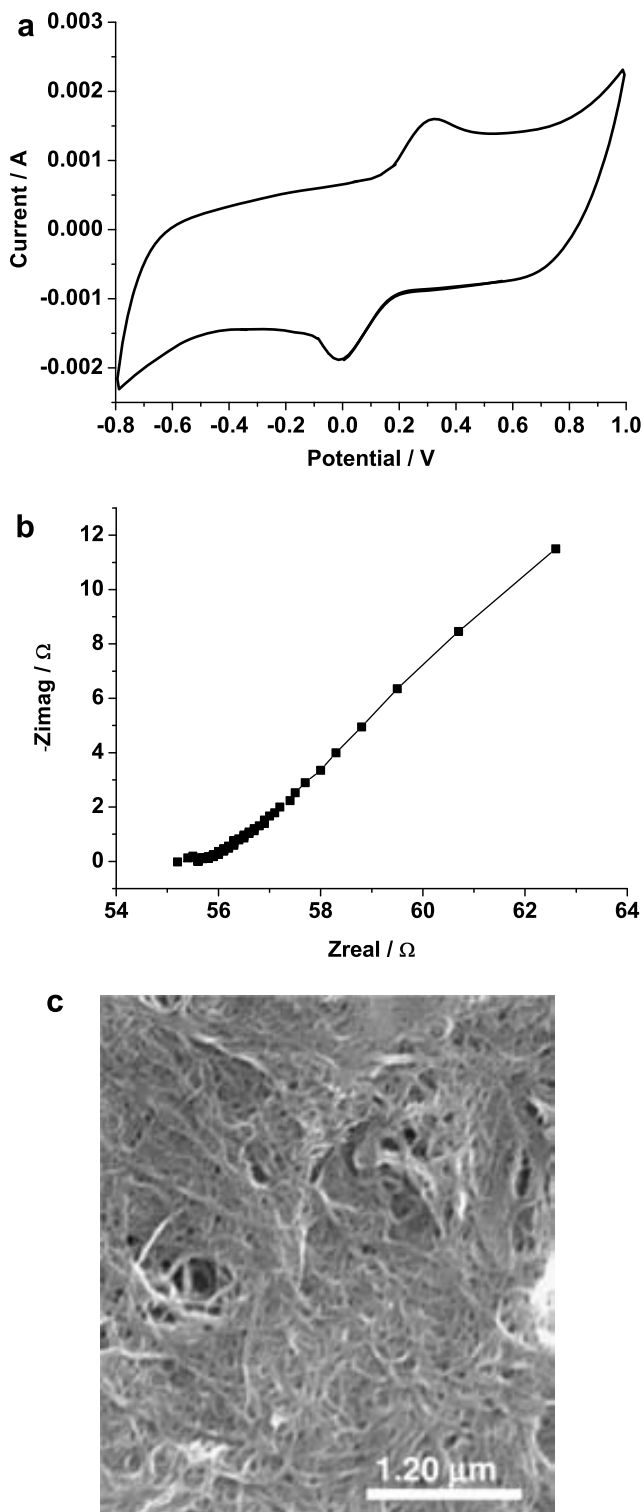 a
0.003
0.002
0.001
0.000
-0.001
-0.002
Current / A
-0.8 -0.6 -0.4 -0.2 0.0 0.2 0.4 0.6 0.8 1.0
Potential / V
b
12
10
8
6
4
2
0
-Zimag / Ω
54 56 58 60 62 64
Zreal / Ω
c
1.20 μm